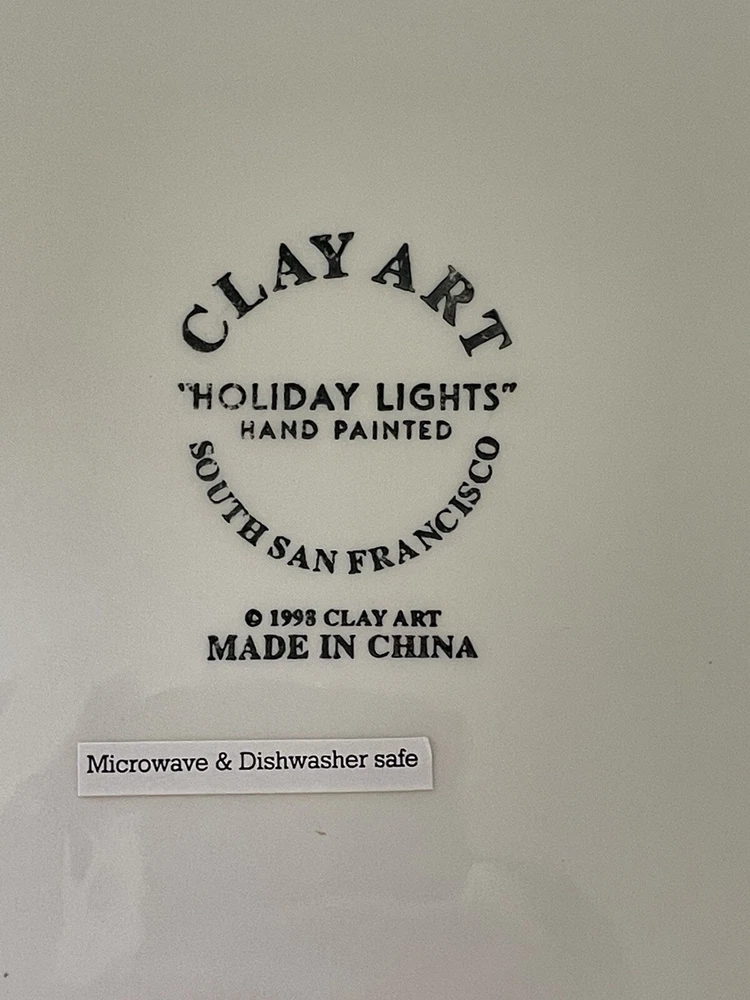 CLAY ART
"HOLIDAY LIGHTS"
HAND PAINTED
SOUTH SAN FRANCISCO
© 1998 CLAY ART
MADE IN CHINA
Microwave & Dishwasher safe